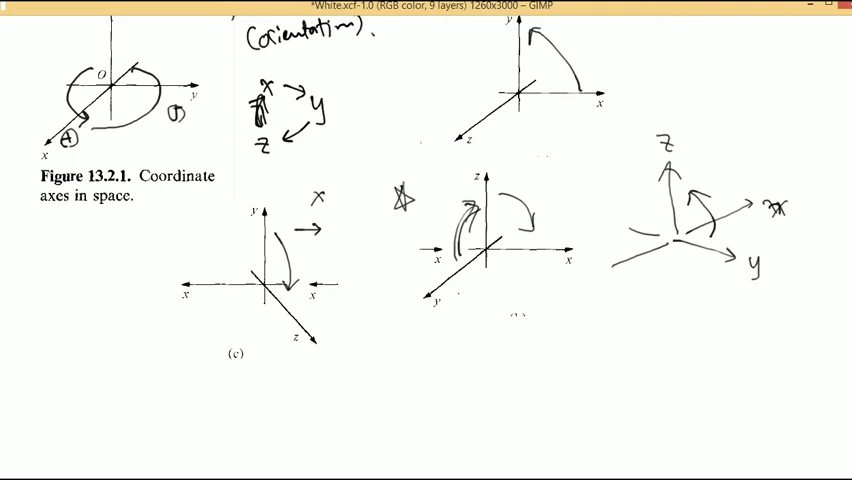 *White.xcf-1.0 (RGB color, 9 layers) 1260x3000 – GIMP
(orientation).
O
y
x
Figure 13.2.1. Coordinate
axes in space.
x
y
z
y
x
z
y
x
x
x
z
(c)
z
x
x
y
z
x
y